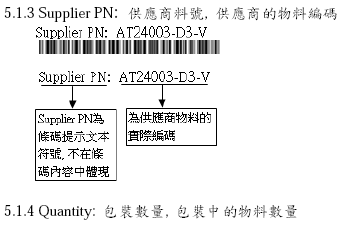 5.1.3 Supplier PN: 供應商料號, 供應商的物料編碼
Supplier PN: AT24003-D3-V
Supplier PN: AT24003-D3-V
Supplier PN為
條碼提示文本
符號, 不在條
碼內容中體現
為供應商物料的
實際編碼
5.1.4 Quantity: 包裝數量, 包裝中的物料數量